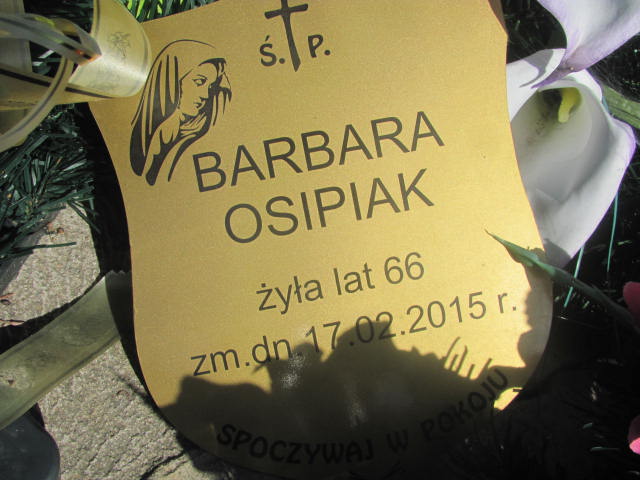 Ś. P.
BARBARA
OSIPIAK
żyła lat 66
zm.dn.17.02.2015 r.
SPOCZYWAJ W POKOJU